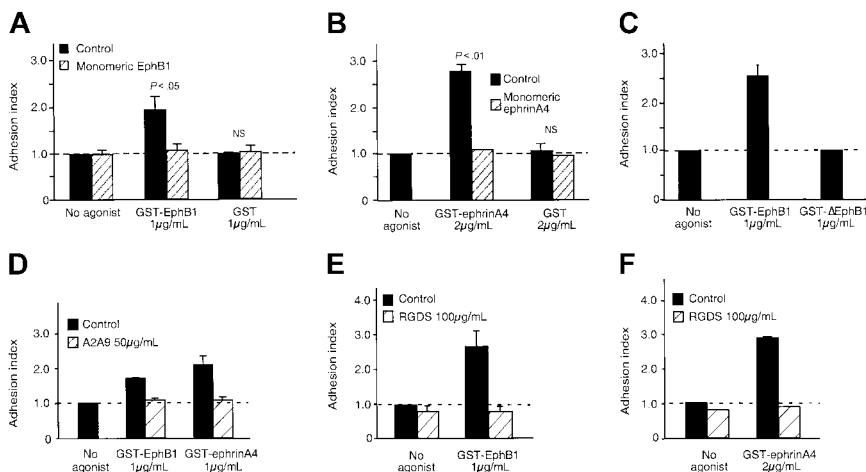 A
Adhesion index
3.0
2.0
1.0
0
Control
Monomeric EphB1
P<.05
NS
No agonist
GST-EphB1
1µg/mL
GST
1µg/mL
B
Adhesion index
3.0
2.0
1.0
0
P<.01
Control
Monomeric
ephrinA4
NS
No
agonist
GST-ephrinA4
2µg/mL
GST
2µg/mL
C
Adhesion index
3.0
2.0
1.0
0
No
agonist
GST-EphB1
1µg/mL
GST-ΔEphB1
1µg/mL
D
Adhesion index
3.0
2.0
1.0
0
Control
A2A9 50µg/mL
No
agonist
GST-EphB1
1µg/mL
GST-ephrinA4
1µg/mL
E
Adhesion index
4.0
3.0
2.0
1.0
0
Control
RGDS 100µg/mL
No
agonist
GST-EphB1
1µg/mL
F
Adhesion index
4.0
3.0
2.0
1.0
0
Control
RGDS 100µg/mL
No
agonist
GST-ephrinA4
2µg/mL